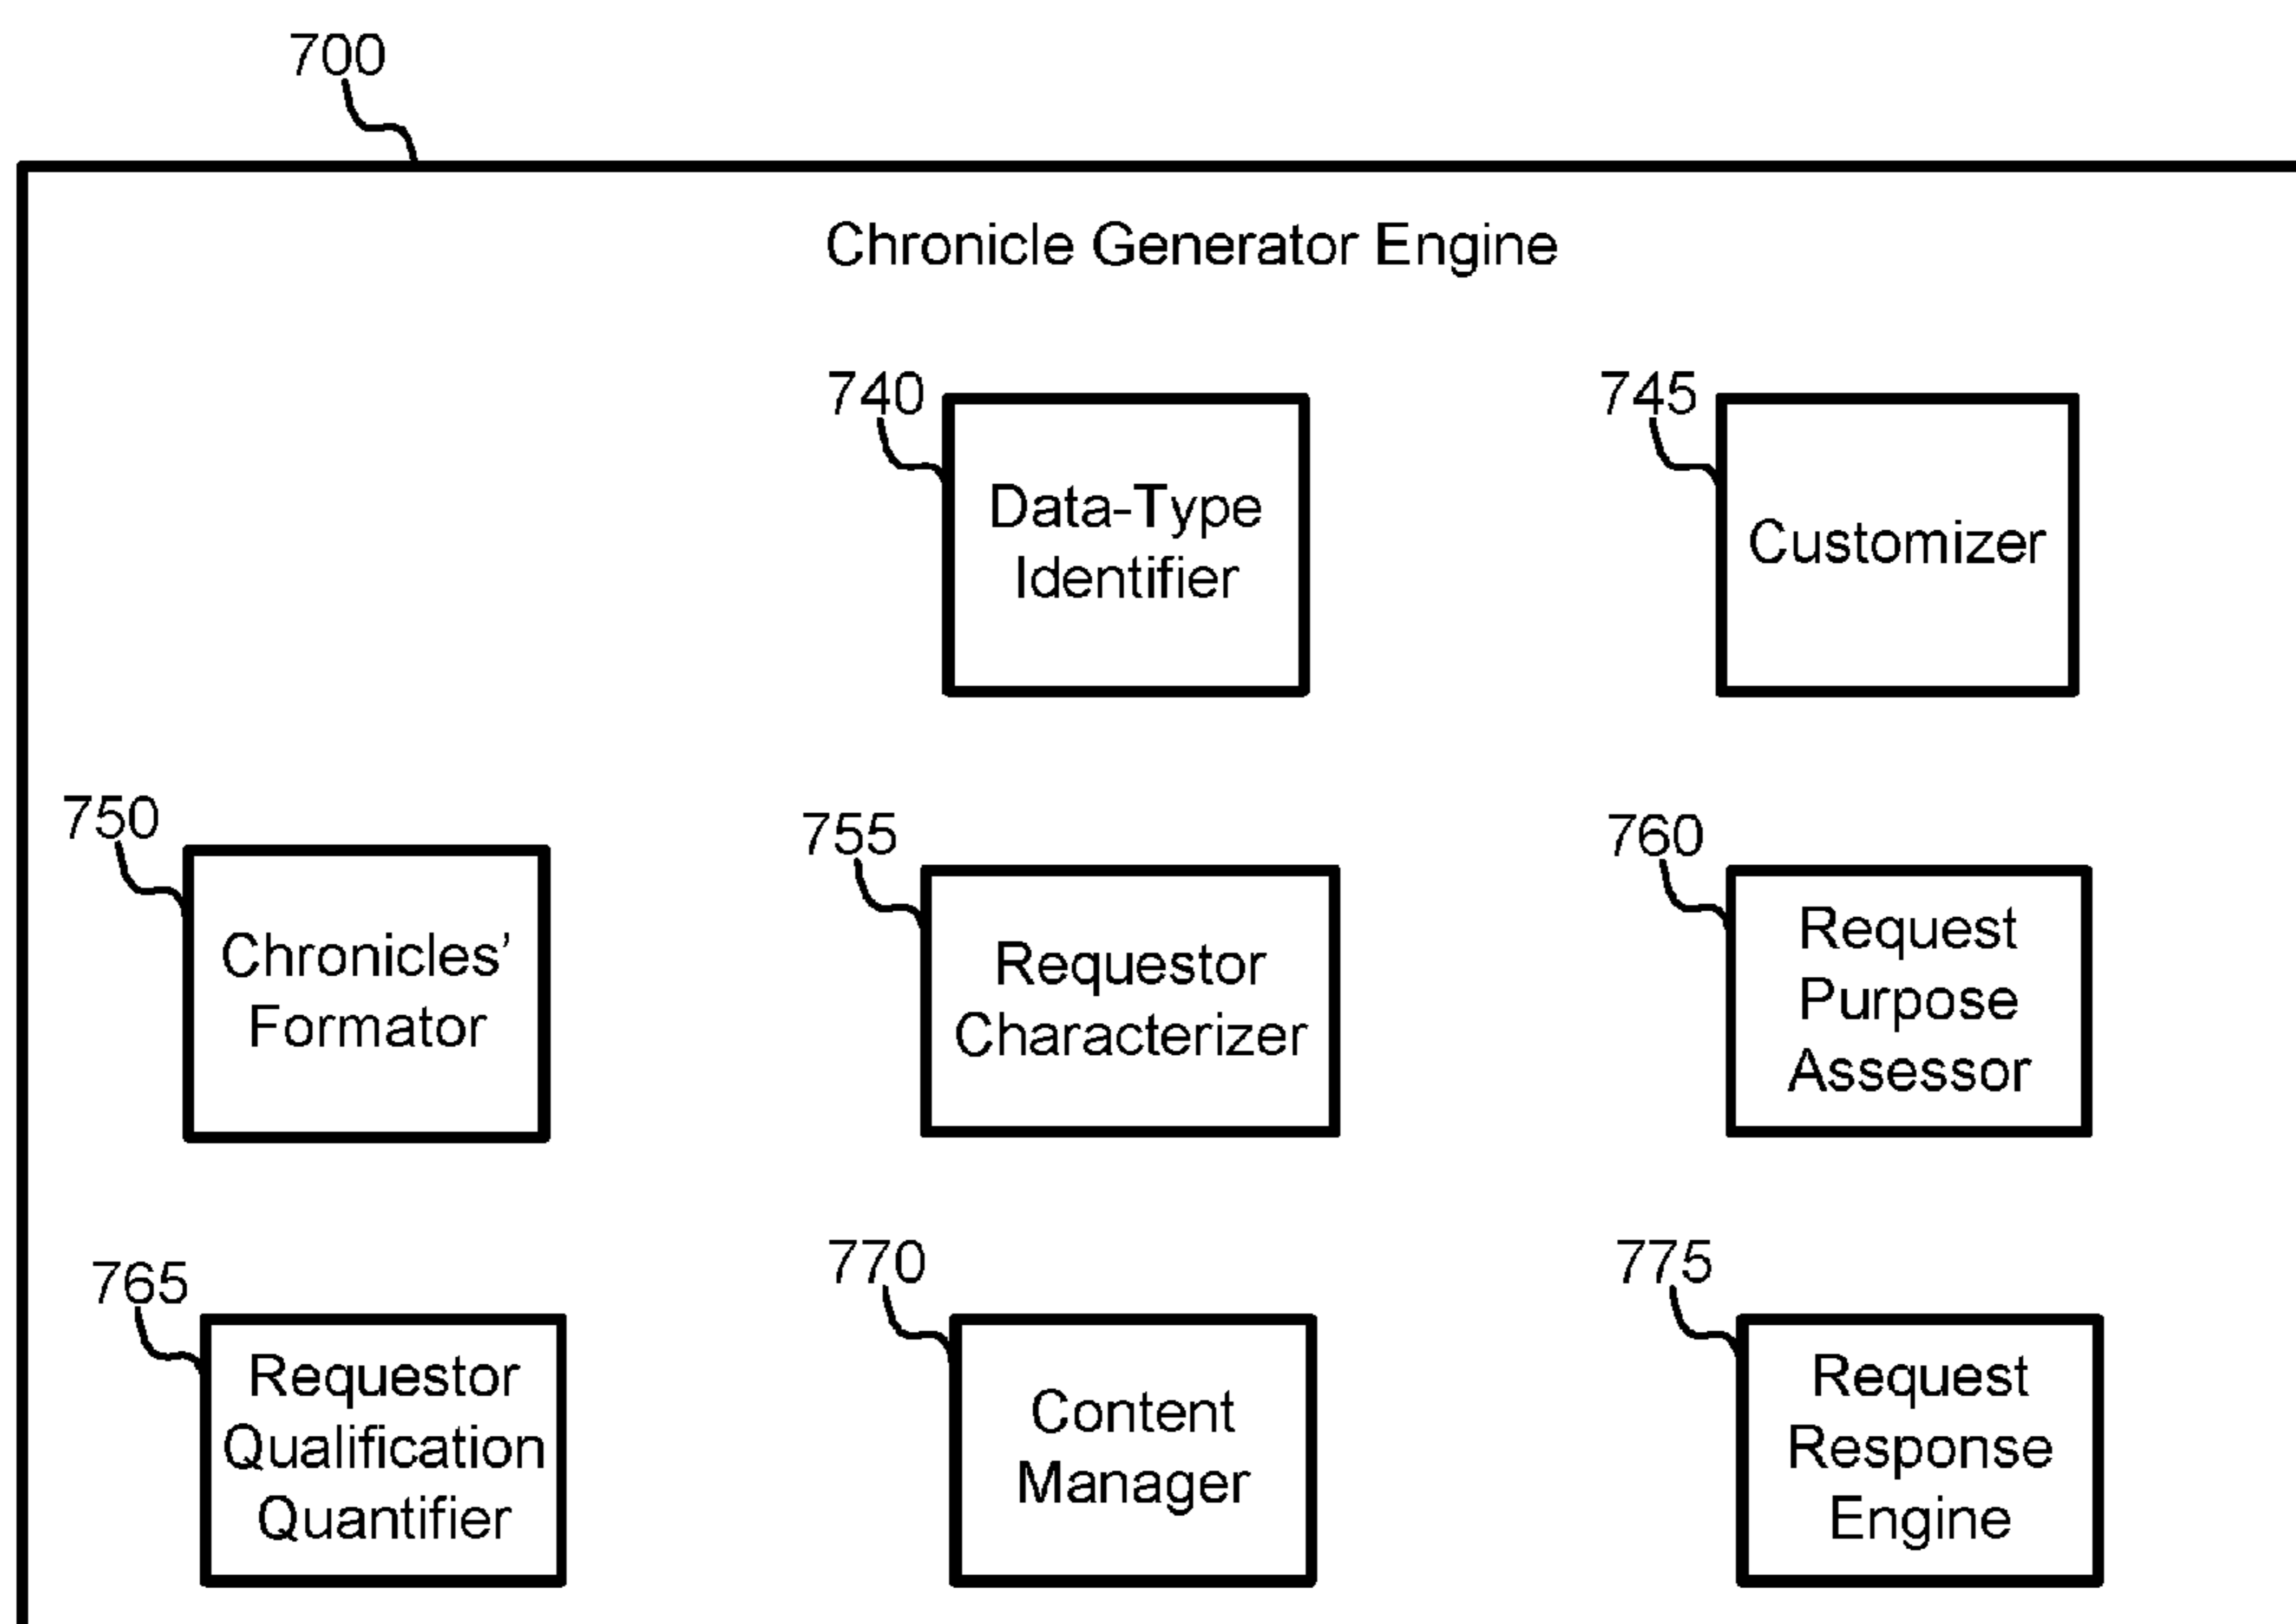 700
Chronicle Generator Engine
740
Data-Type
Identifier
745
Customizer
750
Chronicles’
Formator
755
Requestor
Characterizer
760
Request
Purpose
Assessor
765
Requestor
Qualification
Quantifier
770
Content
Manager
775
Request
Response
Engine